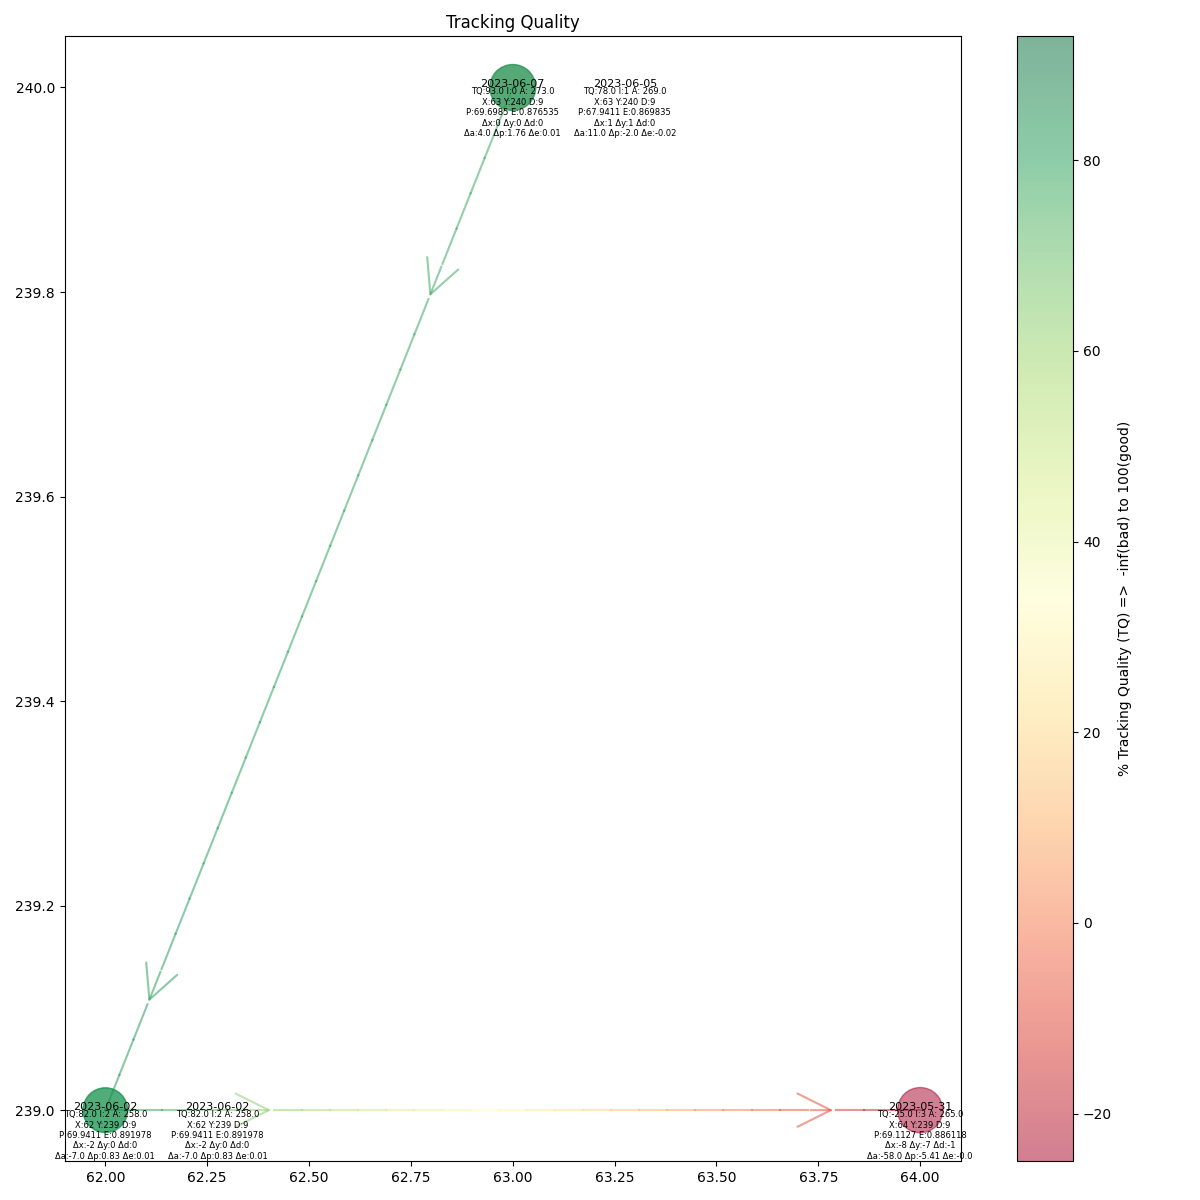 Tracking Quality
240.0
239.8
239.6
239.4
239.2
239.0
2023-06-07
TQ:93.0 I:0 A: 273.0
X:63 Y:240 D:9
P:69.6985 E:0.876535
Δx:0 Δy:0 Δd:0
Δa:4.0 Δp:1.76 Δe:0.01
2023-06-05
TQ:78.0 I:1 A: 269.0
X:63 Y:240 D:9
P:67.9411 E:0.869835
Δx:1 Δy:1 Δd:0
Δa:11.0 Δp:-2.0 Δe:-0.02
2023-06-02
TQ:82.0 I:2 A: 258.0
X:62 Y:239 D:9
P:69.9411 E:0.891978
Δx:-2 Δy:0 Δd:0
Δa:-7.0 Δp:0.83 Δe:0.01
2023-06-02
TQ:82.0 I:2 A: 258.0
X:62 Y:239 D:9
P:69.9411 E:0.891978
Δx:-2 Δy:0 Δd:0
Δa:-7.0 Δp:0.83 Δe:0.01
2023-05-31
TQ:-25.0 I:3 A: 265.0
X:64 Y:239 D:9
P:69.1127 E:0.886118
Δx:-8 Δy:-7 Δd:-1
Δa:-58.0 Δp:-5.41 Δe:-0.0
62.00 62.25 62.50 62.75 63.00 63.25 63.50 63.75 64.00
80
60
40
20
0
−20
% Tracking Quality (TQ) => -inf(bad) to 100(good)